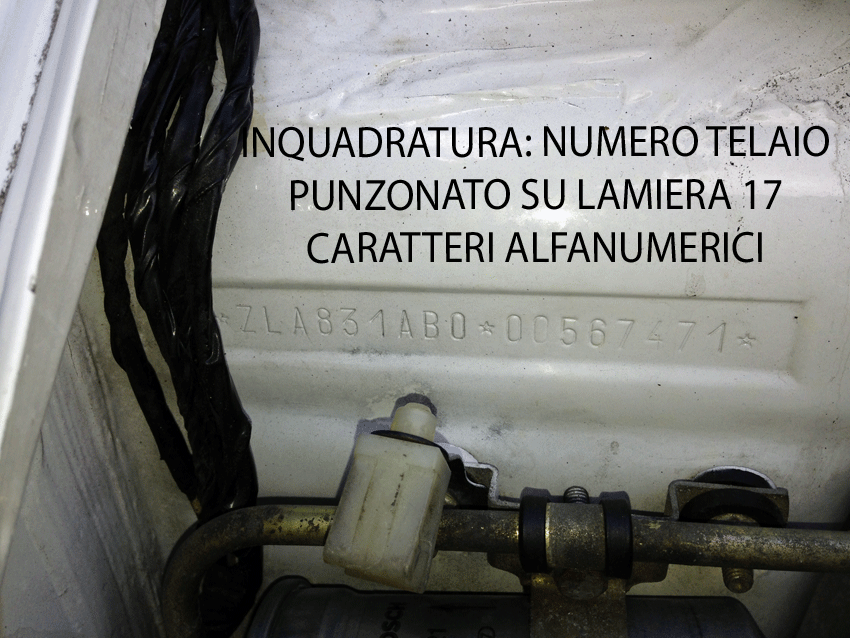 INQUADRATURA: NUMERO TELAIO
PUNZONATO SU LAMIERA 17
CARATTERI ALFANUMERICI
*ZLA831AB0*00567471*